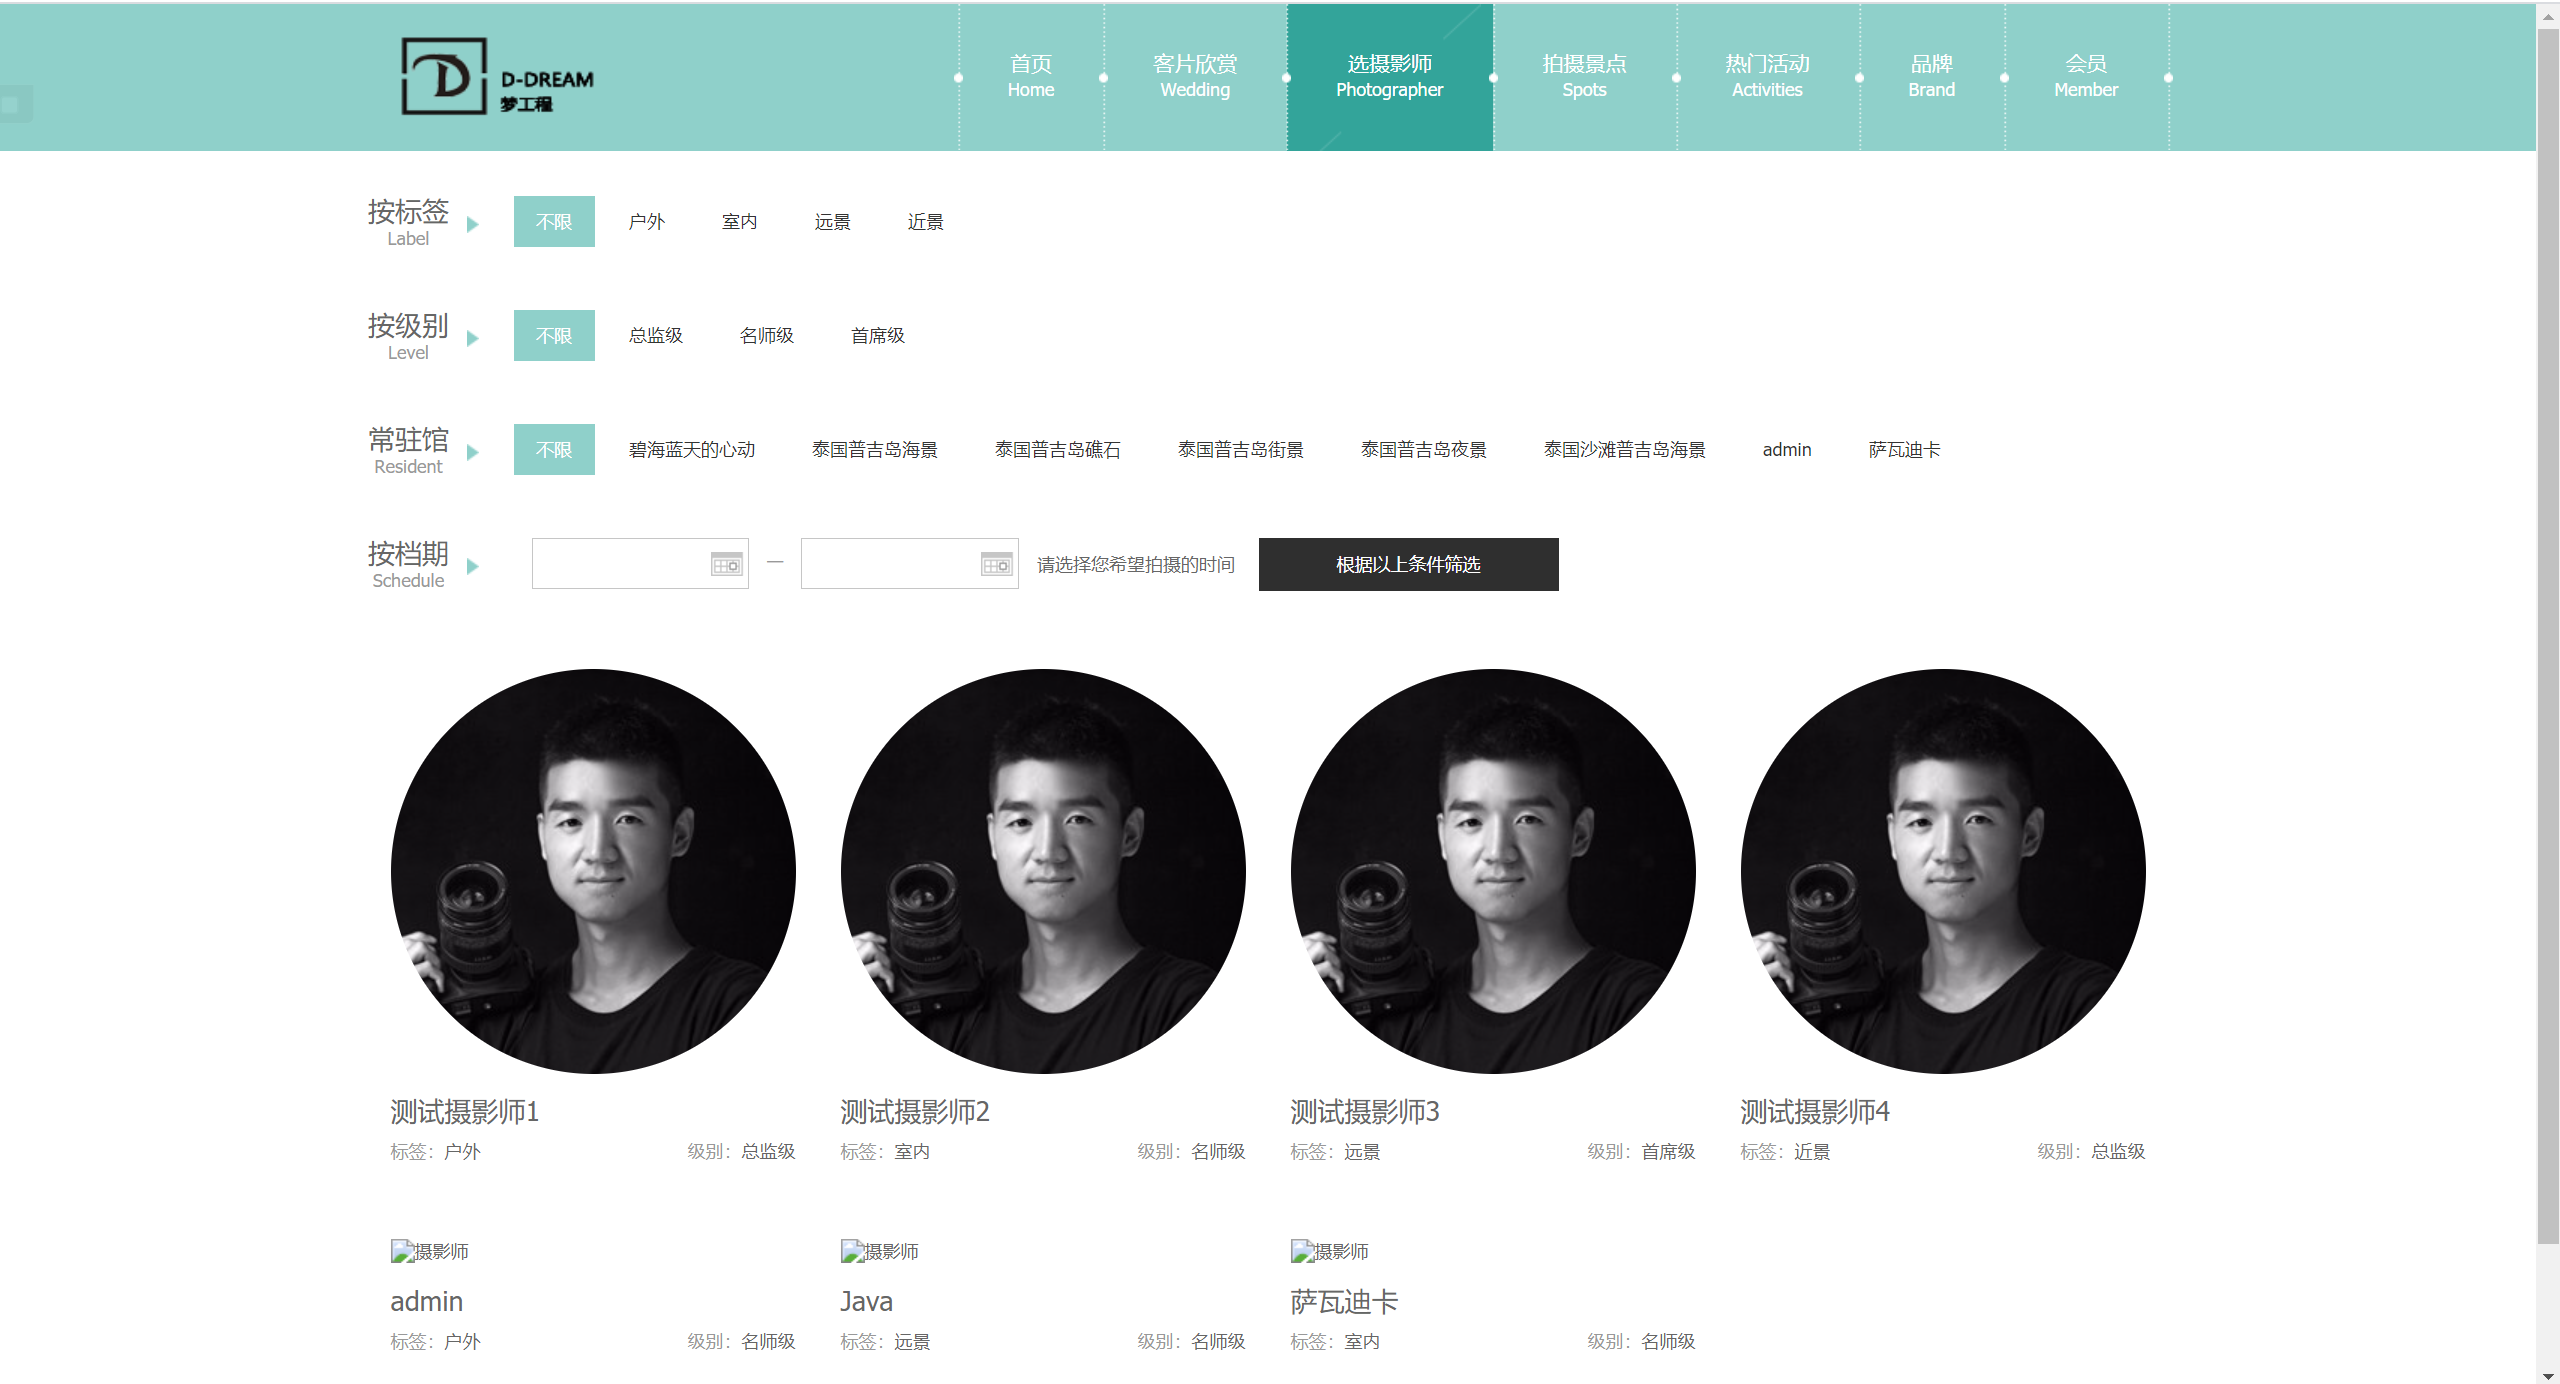 D-DREAM
梦工程
首页
Home
客片欣赏
Wedding
选摄影师
Photographer
拍摄景点
Spots
热门活动
Activities
品牌
Brand
会员
Member
按标签
Label
不限 户外 室内 远景 近景
按级别
Level
不限 总监级 名师级 首席级
常驻馆
Resident
不限 碧海蓝天的心动 泰国普吉岛海景 泰国普吉岛礁石 泰国普吉岛街景 泰国普吉岛夜景 泰国沙滩普吉岛海景 admin 萨瓦迪卡
按档期
Schedule
— 请选择您希望拍摄的时间 根据以上条件筛选
测试摄影师1
标签：户外 级别：总监级
测试摄影师2
标签：室内 级别：名师级
测试摄影师3
标签：远景 级别：首席级
测试摄影师4
标签：近景 级别：总监级
摄影师
admin
标签：户外 级别：名师级
摄影师
Java
标签：远景 级别：名师级
摄影师
萨瓦迪卡
标签：室内 级别：名师级